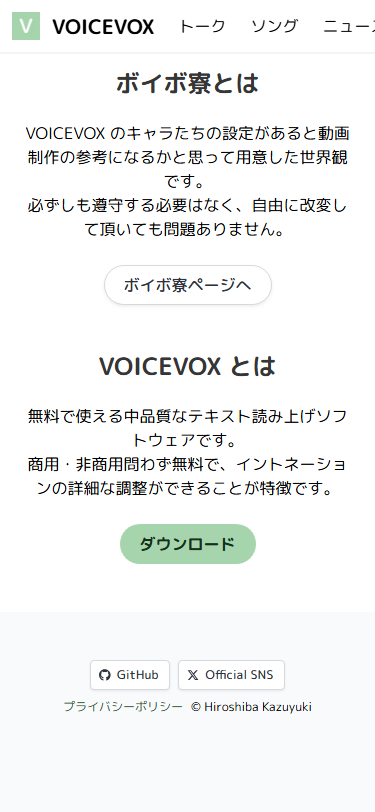 V VOICEVOX トーク ソング ニュース
ボイボ寮とは
VOICEVOX のキャラたちの設定があると動画
制作の参考になるかと思って用意した世界観
です。
必ずしも遵守する必要はなく、自由に改変し
て頂いても問題ありません。
ボイボ寮ページへ
VOICEVOX とは
無料で使える中品質なテキスト読み上げソフ
トウェアです。
商用・非商用問わず無料で、イントネーショ
ンの詳細な調整ができることが特徴です。
ダウンロード
GitHub Official SNS
プライバシーポリシー © Hiroshiba Kazuyuki